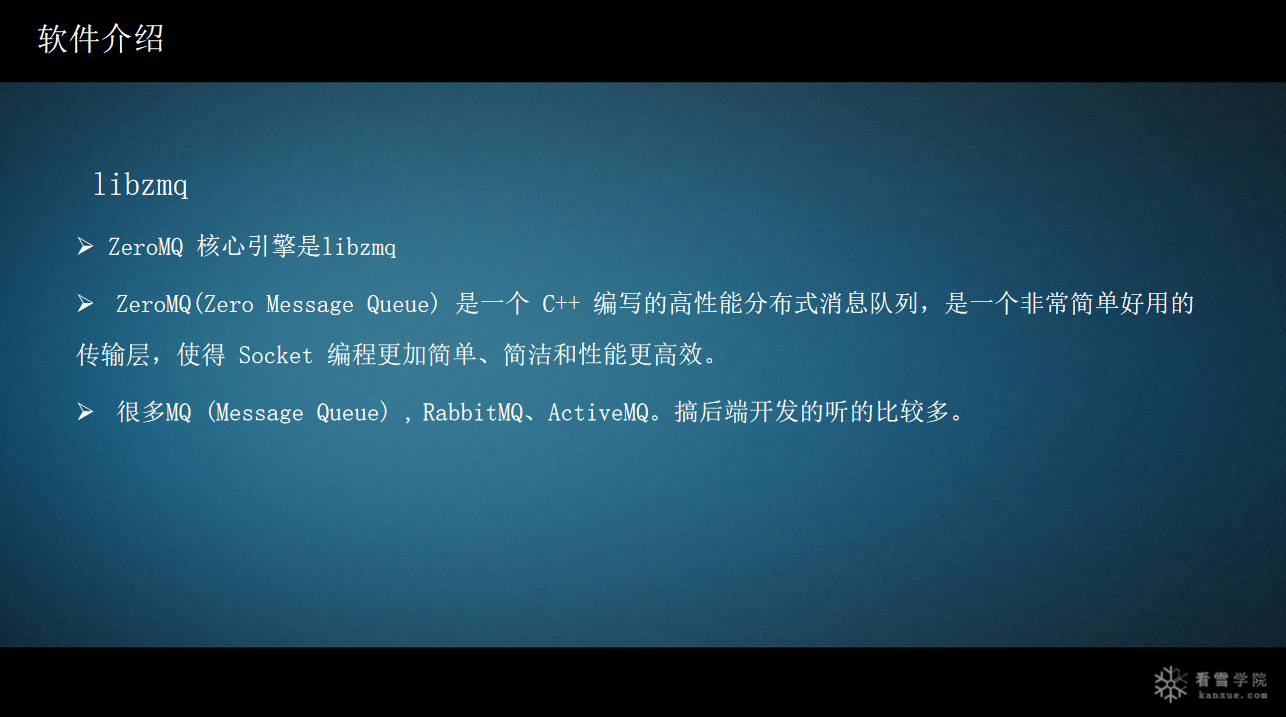 软件介绍
libzmq
➢ ZeroMQ 核心引擎是libzmq
➢ ZeroMQ(Zero Message Queue) 是一个 C++ 编写的高性能分布式消息队列，是一个非常简单好用的
传输层，使得 Socket 编程更加简单、简洁和性能更高效。
➢ 很多MQ (Message Queue) , RabbitMQ、ActiveMQ。搞后端开发的听的比较多。
看雪学院
kanxue.com